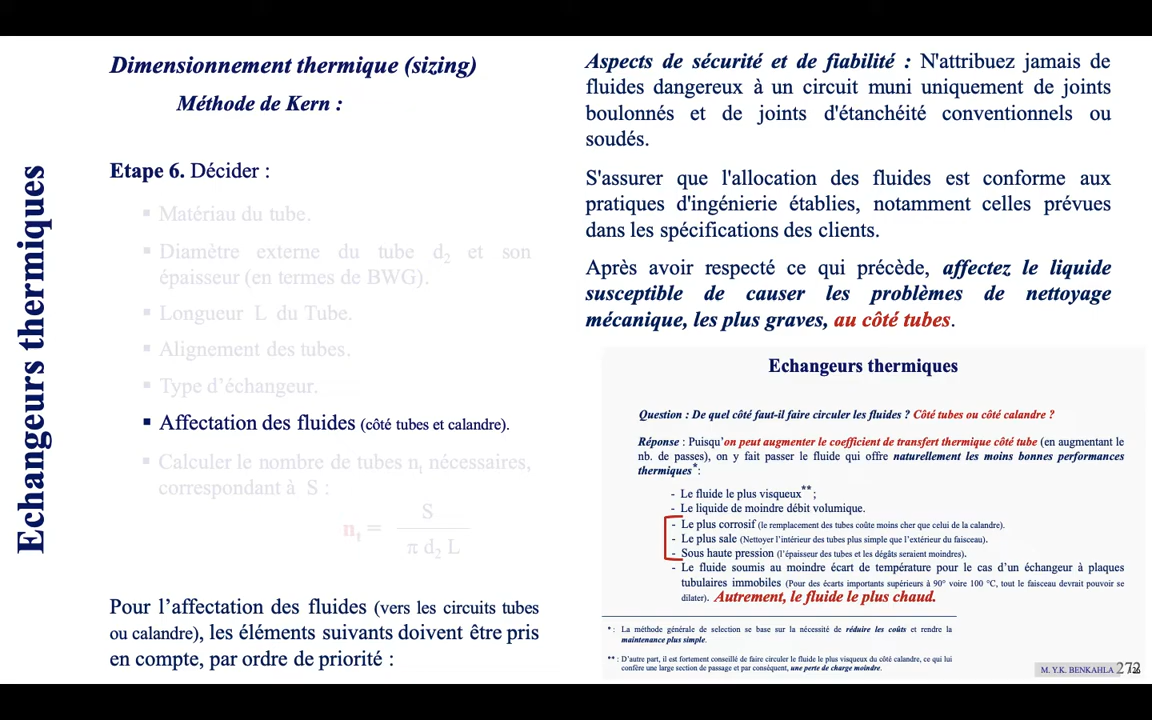 Echangeurs thermiques
Dimensionnement thermique (sizing)
Méthode de Kern :
Etape 6. Décider :
▪ Matériau du tube.
▪ Diamètre externe du tube d2 et son
épaisseur (en termes de BWG).
▪ Longueur L du Tube.
▪ Alignement des tubes.
▪ Type d’échangeur.
▪ Affectation des fluides (côté tubes et calandre).
▪ Calculer le nombre de tubes nt nécessaires,
correspondant à S :
nt = S / π d2 L
Pour l’affectation des fluides (vers les circuits tubes
ou calandre), les éléments suivants doivent être pris
en compte, par ordre de priorité :
Aspects de sécurité et de fiabilité : N'attribuez jamais de
fluides dangereux à un circuit muni uniquement de joints
boulonnés et de joints d'étanchéité conventionnels ou
soudés.
S'assurer que l'allocation des fluides est conforme aux
pratiques d'ingénierie établies, notamment celles prévues
dans les spécifications des clients.
Après avoir respecté ce qui précède, affectez le liquide
susceptible de causer les problèmes de nettoyage
mécanique, les plus graves, au côté tubes.
Echangeurs thermiques
Question : De quel côté faut-il faire circuler les fluides ? Côté tubes ou côté calandre ?
Réponse : Puisqu’on peut augmenter le coefficient de transfert thermique côté tube (en augmentant le
nb. de passes), on y fait passer le fluide qui offre naturellement les moins bonnes performances
thermiques* :
- Le fluide le plus visqueux** ;
- Le liquide de moindre débit volumique.
- Le plus corrosif (le remplacement des tubes coûte moins cher que celui de la calandre).
- Le plus sale (Nettoyer l’intérieur des tubes plus simple que l’extérieur du faisceau).
- Sous haute pression (l’épaisseur des tubes et les dégâts seraient moindres).
- Le fluide soumis au moindre écart de température pour le cas d’un échangeur à plaques
tubulaires immobiles (Pour des écarts importants supérieurs à 90° voire 100 °C, tout le faisceau devrait pouvoir se
dilater). Autrement, le fluide le plus chaud.
* : La méthode générale de selection se base sur la nécessité de réduire les coûts et rendre la
maintenance plus simple.
** : D’autre part, il est fortement conseillé de faire circuler le fluide le plus visqueux du côté calandre, ce qui lui
confère une large section de passage et par conséquent, une perte de charge moindre.
M. Y.K. BENKAHLA